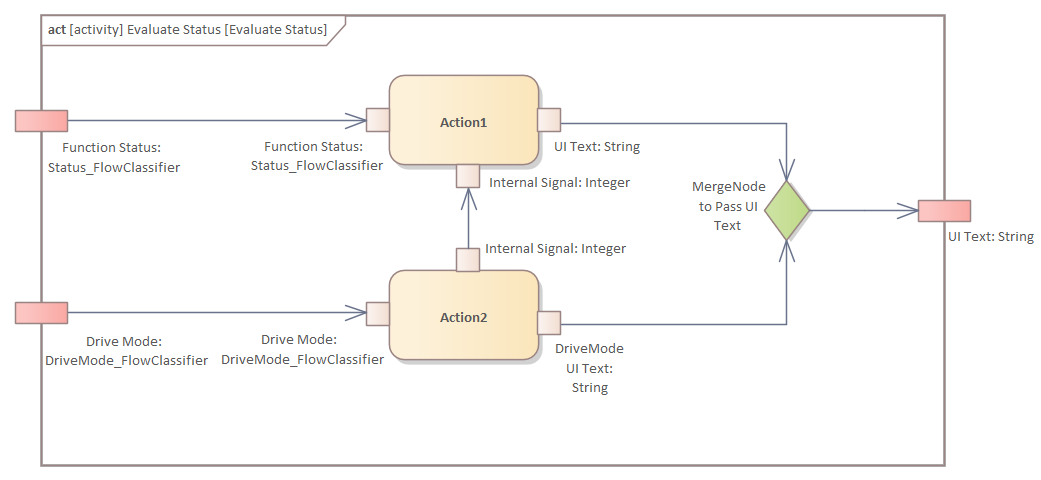 act [activity] Evaluate Status [Evaluate Status]
Action1
Function Status:
Status_FlowClassifier
Function Status:
Status_FlowClassifier
UI Text: String
Internal Signal: Integer
MergeNode
to Pass UI
Text
UI Text: String
Internal Signal: Integer
Action2
Drive Mode:
DriveMode_FlowClassifier
Drive Mode:
DriveMode_FlowClassifier
DriveMode
UI Text:
String